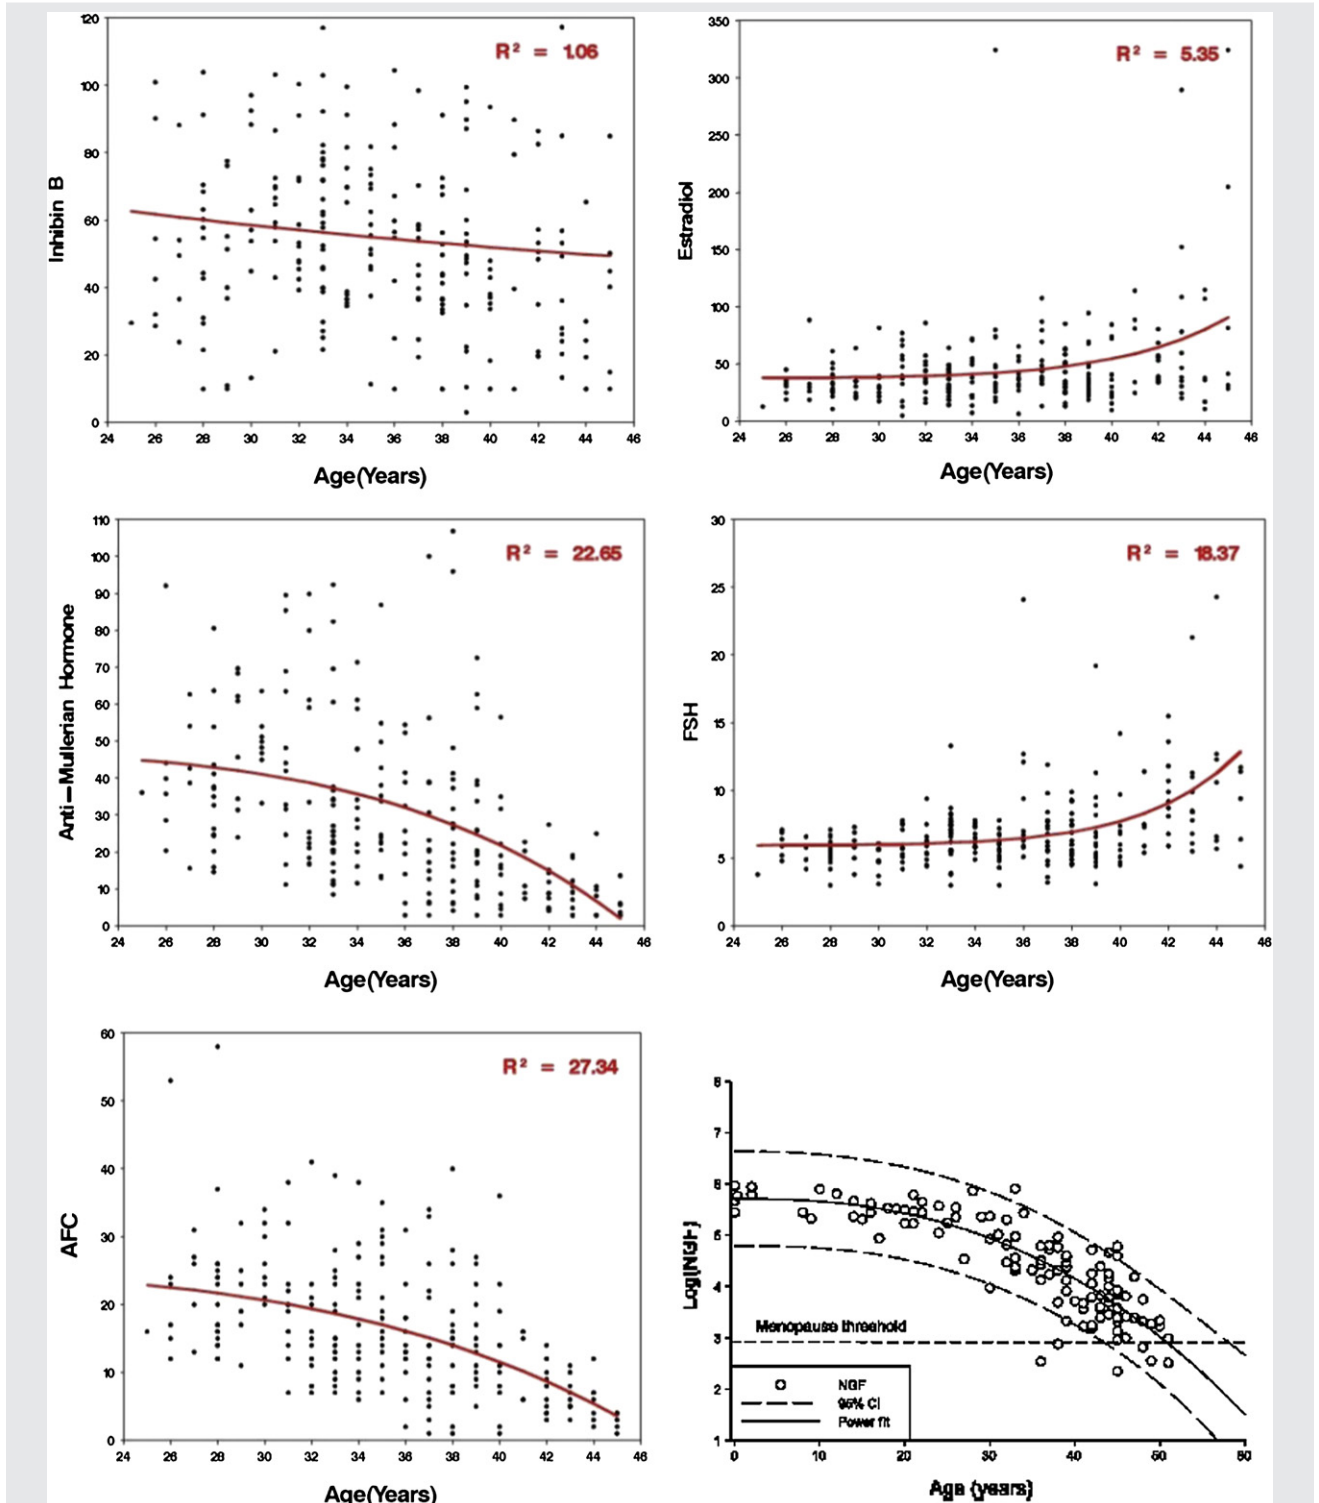 120
R² = 1.06
100
80
60
40
20
0
Inhibin B
24 26 28 30 32 34 36 38 40 42 44 46
Age(Years)
350
R² = 5.35
300
250
200
150
100
50
0
Estradiol
24 26 28 30 32 34 36 38 40 42 44 46
Age(Years)
110
R² = 22.65
100
90
80
70
60
50
40
30
20
10
0
Anti–Mullerian Hormone
24 26 28 30 32 34 36 38 40 42 44 46
Age(Years)
30
R² = 18.37
25
20
15
10
5
0
FSH
24 26 28 30 32 34 36 38 40 42 44 46
Age(Years)
60
R² = 27.34
50
40
30
20
10
0
AFC
24 26 28 30 32 34 36 38 40 42 44 46
Age(Years)
8
7
6
5
4
3
2
1
Log(NGF)
Menopause threshold
NGF
95% CI
Power fit
0 10 20 30 40 50 60
Age (years)